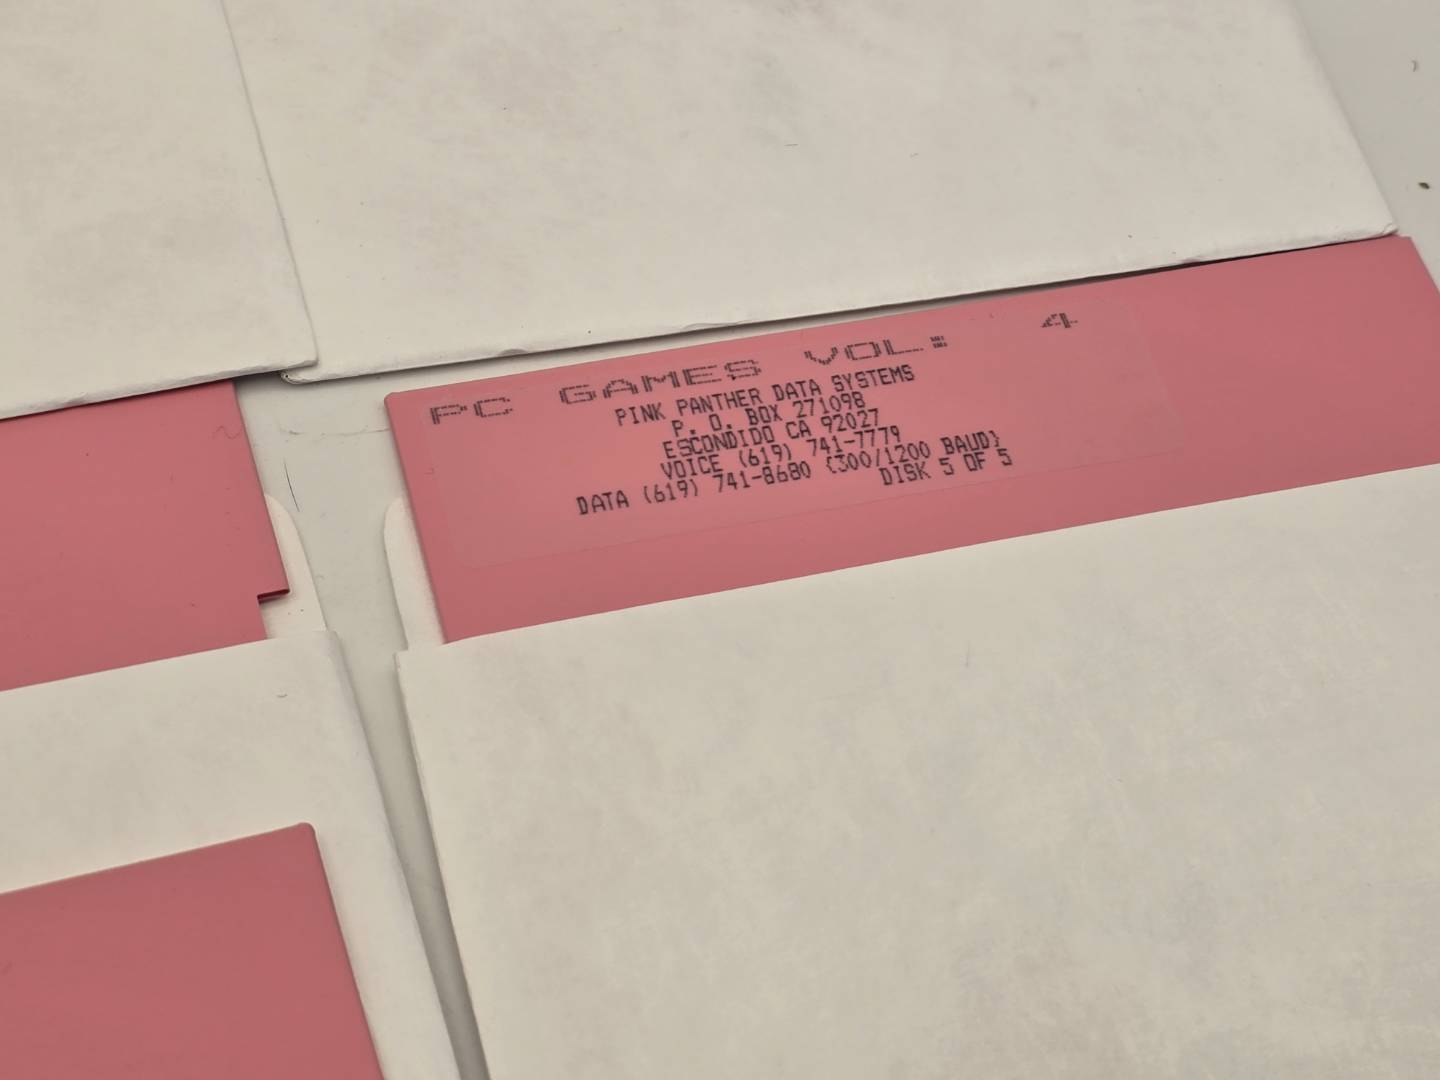 PC GAMES VOL: 4
PINK PANTHER DATA SYSTEMS
P. O. BOX 271098
ESCONDIDO CA 92027
VOICE (619) 741-7779
DATA (619) 741-8680 {300/1200 BAUD}
DISK 5 OF 5